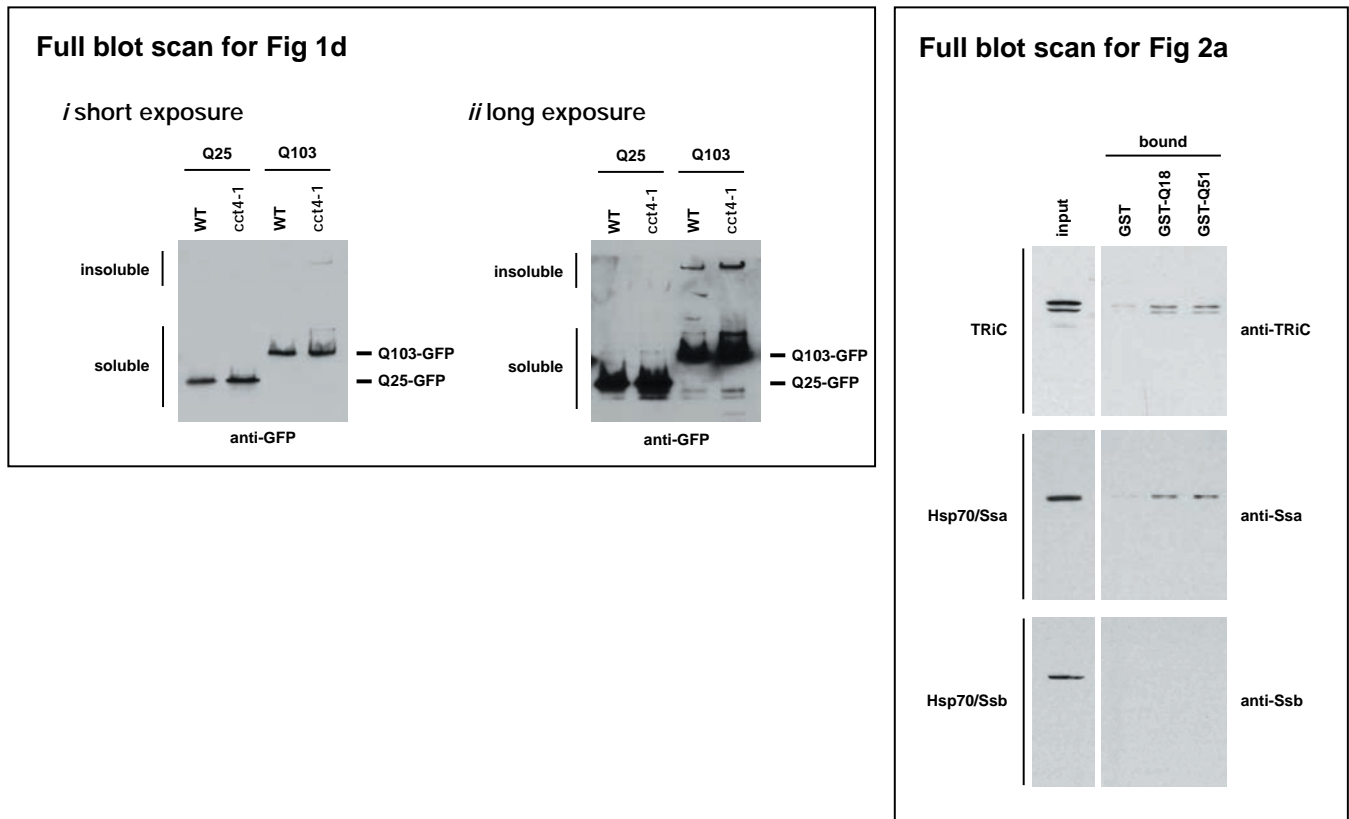 Full blot scan for Fig 1d
i short exposure
Q25 Q103
WT cct4-1 WT cct4-1
insoluble
soluble
Q103-GFP
Q25-GFP
anti-GFP
ii long exposure
Q25 Q103
WT cct4-1 WT cct4-1
insoluble
soluble
Q103-GFP
Q25-GFP
anti-GFP
Full blot scan for Fig 2a
bound
input GST GST-Q18 GST-Q51
TRiC anti-TRiC
Hsp70/Ssa anti-Ssa
Hsp70/Ssb anti-Ssb